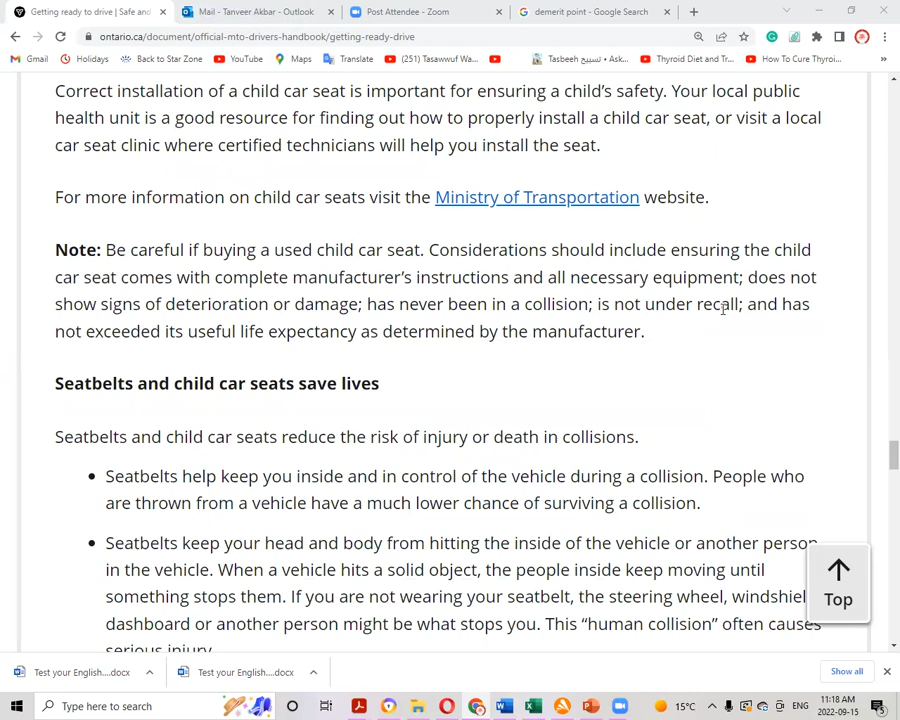 Getting ready to drive | Safe and
Mail - Tanveer Akbar - Outlook
Post Attendee - Zoom
demerit point - Google Search
ontario.ca/document/official-mto-drivers-handbook/getting-ready-drive
Gmail
Holidays
Back to Star Zone
YouTube
Maps
Translate
(251) Tasawwuf Wa...
Tasbeeh تسبيح • Ask...
Thyroid Diet and Tr...
How To Cure Thyroi...
Correct installation of a child car seat is important for ensuring a child's safety. Your local public
health unit is a good resource for finding out how to properly install a child car seat, or visit a local
car seat clinic where certified technicians will help you install the seat.
For more information on child car seats visit the Ministry of Transportation website.
Note: Be careful if buying a used child car seat. Considerations should include ensuring the child
car seat comes with complete manufacturer's instructions and all necessary equipment; does not
show signs of deterioration or damage; has never been in a collision; is not under recall; and has
not exceeded its useful life expectancy as determined by the manufacturer.
Seatbelts and child car seats save lives
Seatbelts and child car seats reduce the risk of injury or death in collisions.
• Seatbelts help keep you inside and in control of the vehicle during a collision. People who
are thrown from a vehicle have a much lower chance of surviving a collision.
• Seatbelts keep your head and body from hitting the inside of the vehicle or another person
in the vehicle. When a vehicle hits a solid object, the people inside keep moving until
something stops them. If you are not wearing your seatbelt, the steering wheel, windshiel
dashboard or another person might be what stops you. This “human collision” often causes
serious injury.
Top
Test your English....docx
Test your English....docx
Show all
Type here to search
15°C
11:18 AM
2022-09-15